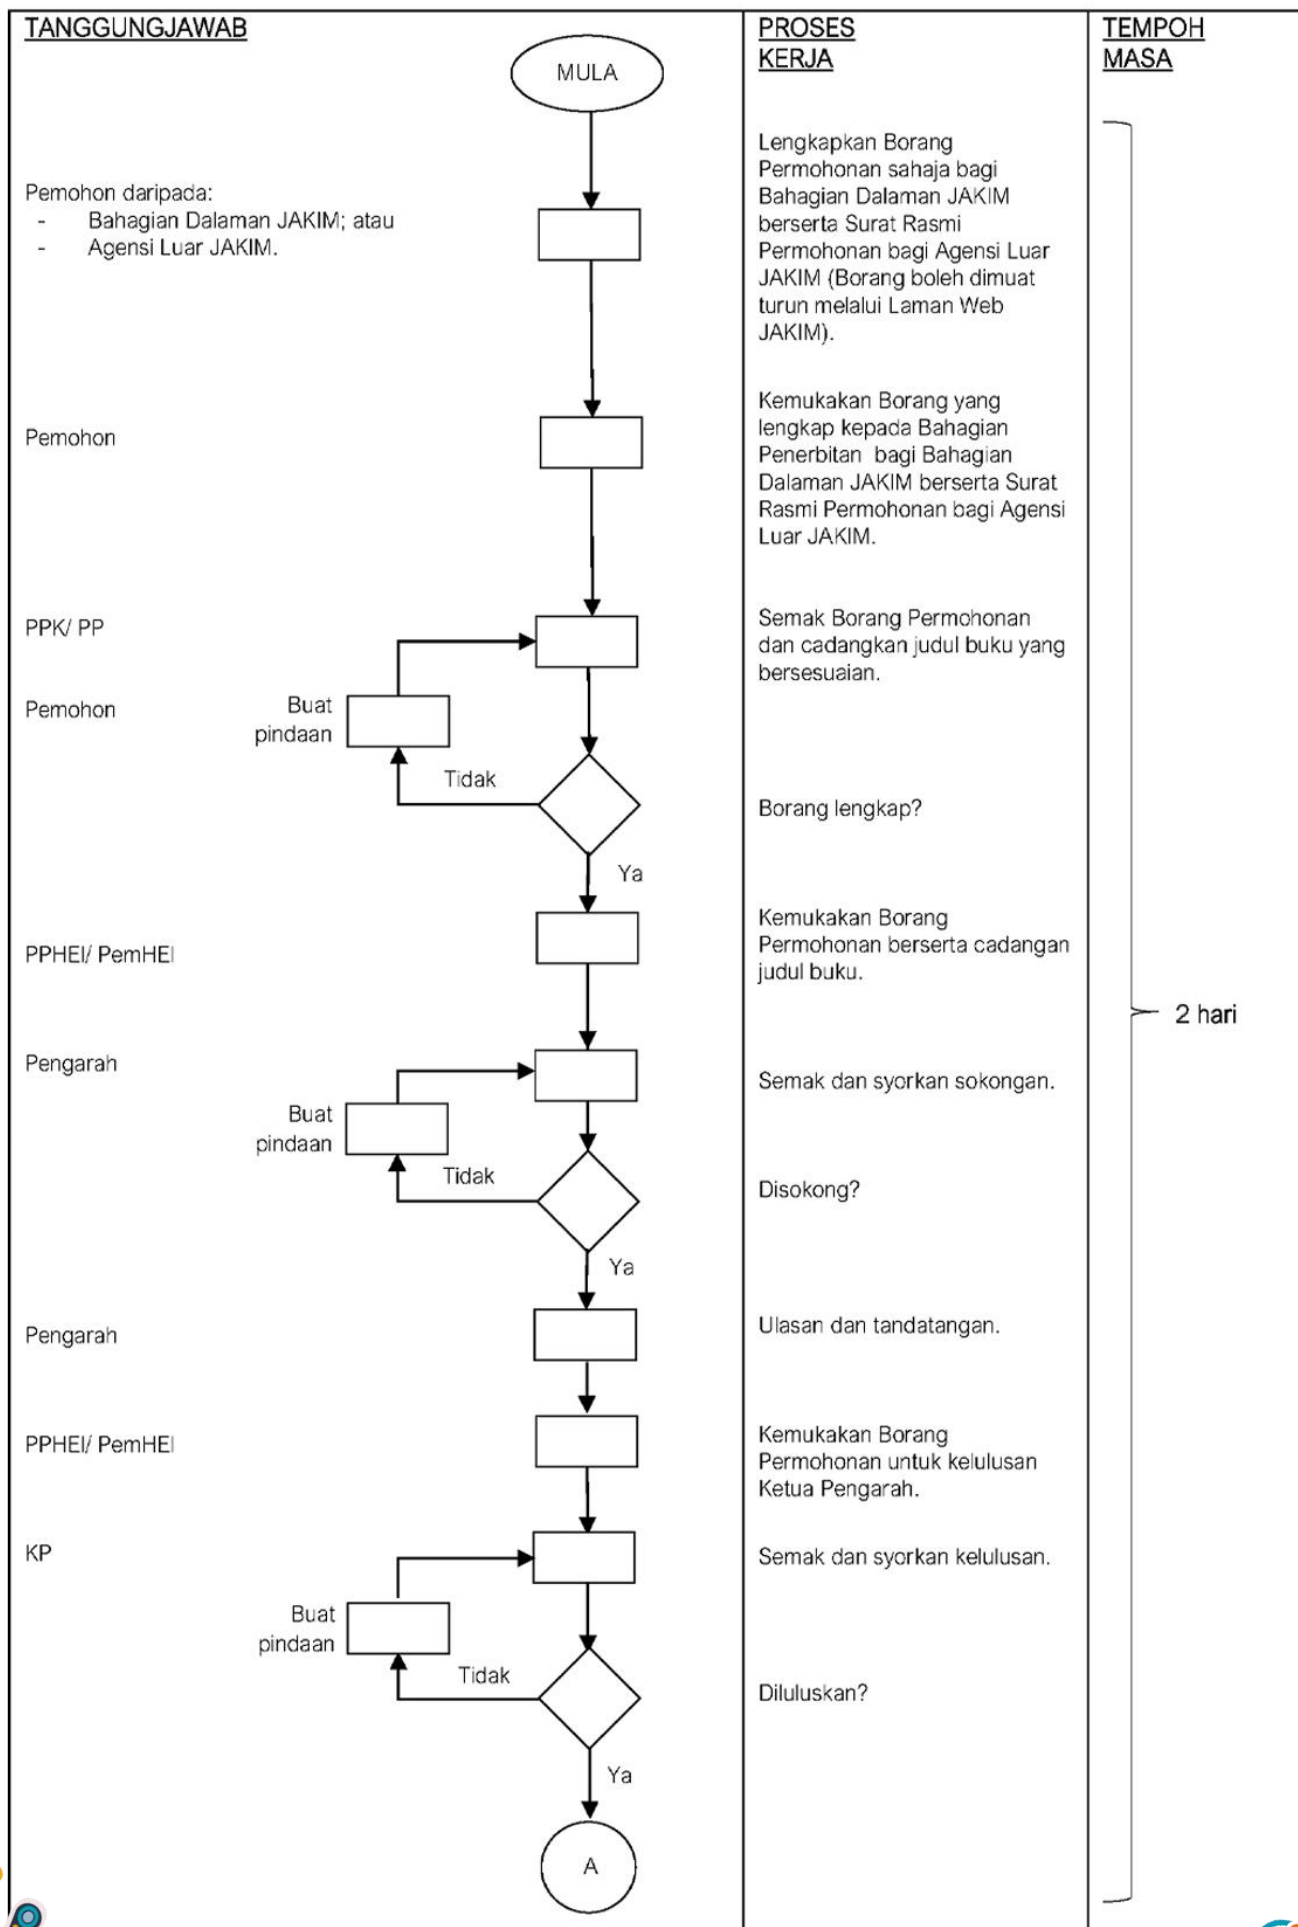 TANGGUNGJAWAB
PROSES
KERJA
TEMPOH
MASA
MULA
Pemohon daripada:
- Bahagian Dalaman JAKIM; atau
- Agensi Luar JAKIM.
Lengkapkan Borang
Permohonan sahaja bagi
Bahagian Dalaman JAKIM
berserta Surat Rasmi
Permohonan bagi Agensi Luar
JAKIM (Borang boleh dimuat
turun melalui Laman Web
JAKIM).
Pemohon
Kemukakan Borang yang
lengkap kepada Bahagian
Penerbitan bagi Bahagian
Dalaman JAKIM berserta Surat
Rasmi Permohonan bagi Agensi
Luar JAKIM.
PPK/ PP
Semak Borang Permohonan
dan cadangkan judul buku yang
bersesuaian.
Pemohon
Buat
pindaan
Tidak
Borang lengkap?
Ya
PPHEI/ PemHEI
Kemukakan Borang
Permohonan berserta cadangan
judul buku.
2 hari
Pengarah
Semak dan syorkan sokongan.
Buat
pindaan
Tidak
Disokong?
Ya
Pengarah
Ulasan dan tandatangan.
PPHEI/ PemHEI
Kemukakan Borang
Permohonan untuk kelulusan
Ketua Pengarah.
KP
Semak dan syorkan kelulusan.
Buat
pindaan
Tidak
Diluluskan?
Ya
A